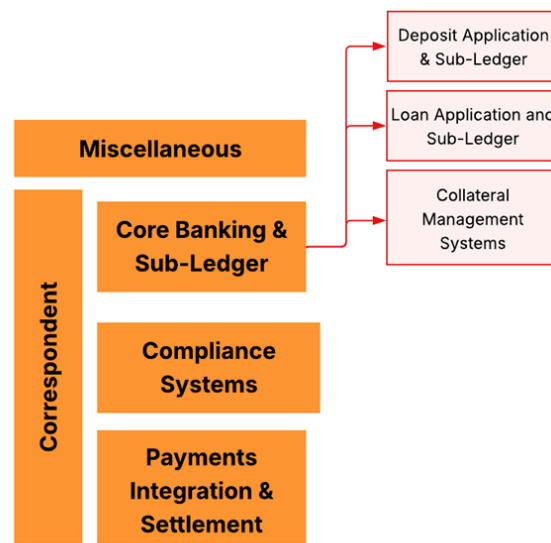 Deposit Application
& Sub-Ledger
Loan Application and
Sub-Ledger
Collateral
Management
Systems
Miscellaneous
Correspondent
Core Banking &
Sub-Ledger
Compliance
Systems
Payments
Integration &
Settlement